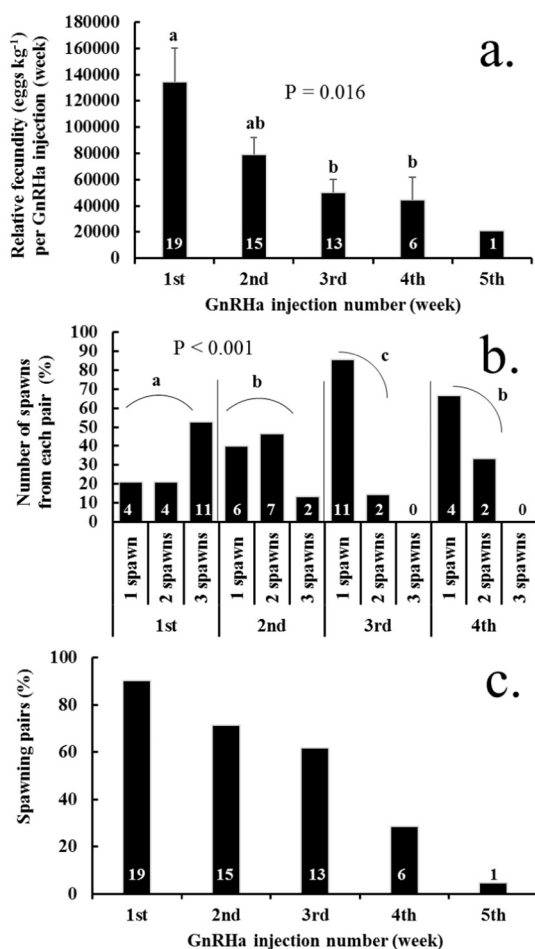 a.
Relative fecundity (eggs kg⁻¹)
per GnRHa injection (week)
180000
160000
140000
120000
100000
80000
60000
40000
20000
0
a
ab
b
b
P = 0.016
19
15
13
6
1
1st
2nd
3rd
4th
5th
GnRHa injection number (week)
b.
Number of spawns
from each pair (%)
100
90
80
70
60
50
40
30
20
10
0
P < 0.001
a
b
c
b
4
4
11
6
7
2
11
2
0
4
2
0
1 spawn
2 spawns
3 spawns
1 spawn
2 spawns
3 spawns
1 spawn
2 spawns
3 spawns
1 spawn
2 spawns
3 spawns
1st
2nd
3rd
4th
c.
Spawning pairs (%)
100
80
60
40
20
0
19
15
13
6
1
1st
2nd
3rd
4th
5th
GnRHa injection number (week)